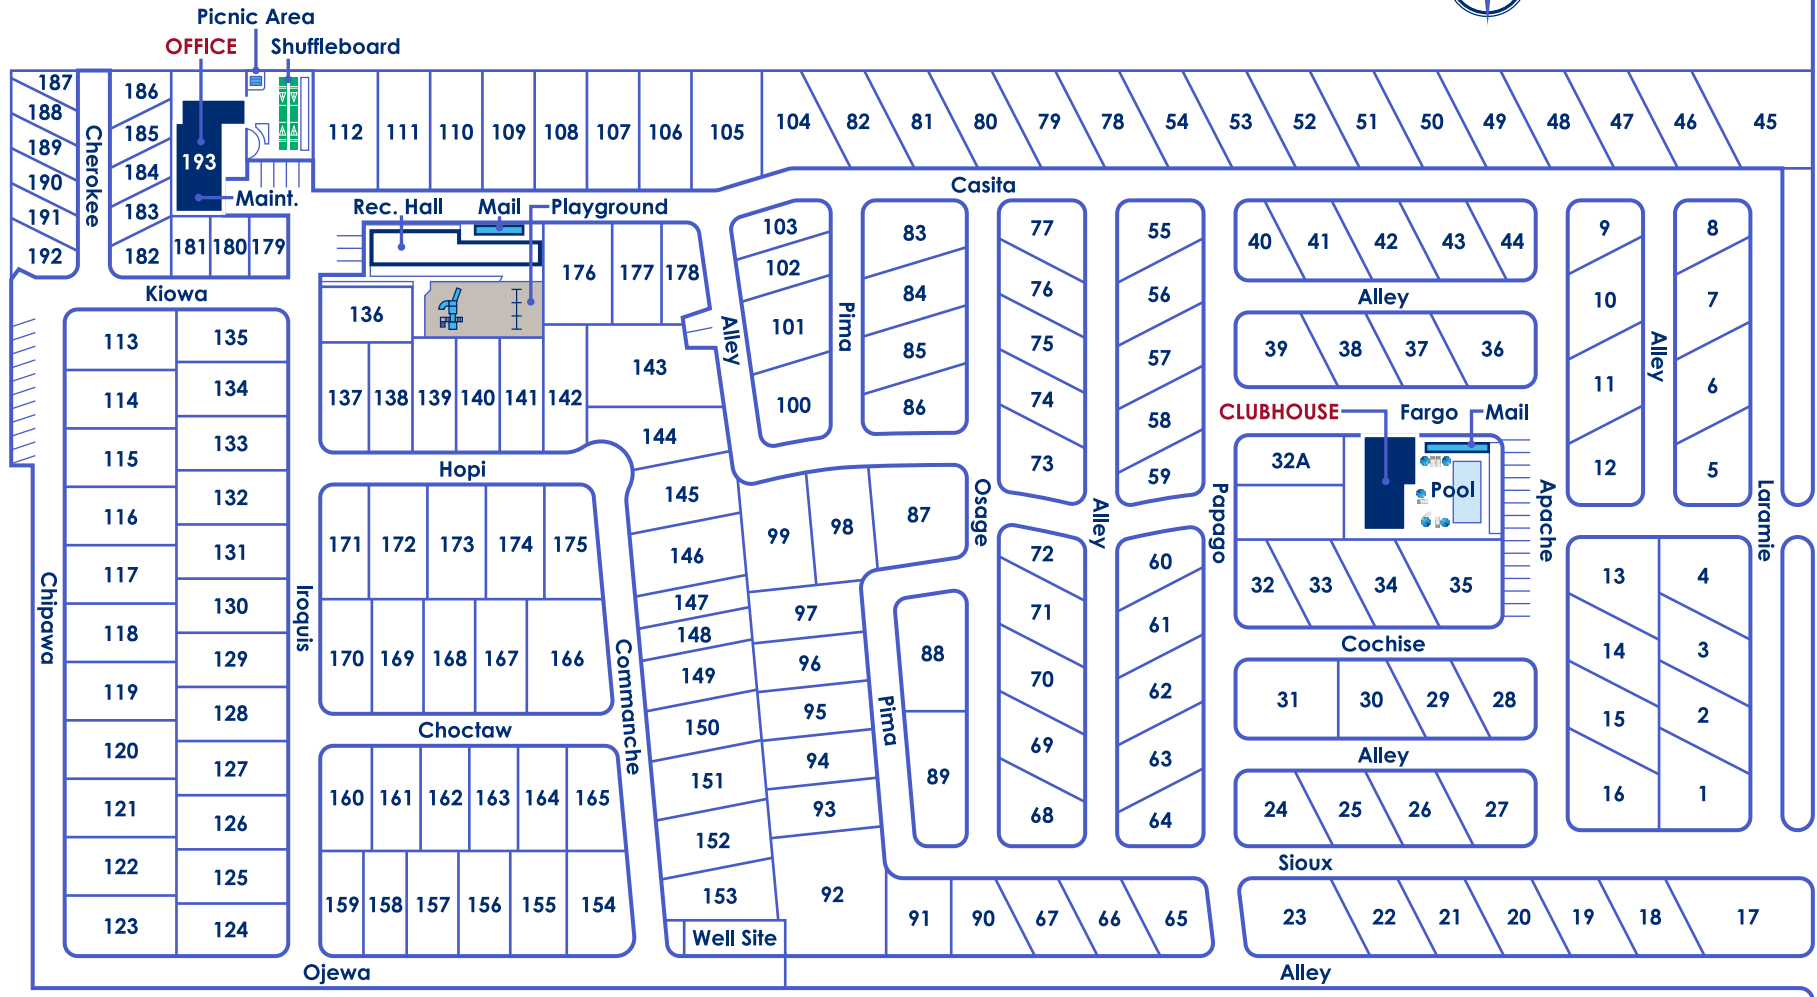 Picnic Area
OFFICE Shuffleboard
187 188 189 190 191 192
Cherokee
186 185 184 183 182
193
Maint.
181 180 179
112 111 110 109 108 107 106 105 104 82 81 80 79 78 54 53 52 51 50 49 48 47 46 45
Casita
Kiowa
Rec. Hall Mail Playground
136
176 177 178
137 138 139 140 141 142
143
144
Hopi
113 135
114 134
115 133
116 132
117 131
118 130
119 129
120 128
121 127
122 126
123 125
124
Chipawa
Iroquis
171 172 173 174 175
170 169 168 167 166
Choctaw
160 161 162 163 164 165
159 158 157 156 155 154
Commanche
145
146
147
148
149
150
151
152
153
Well Site
Ojewa
Alley
103
102
101
100
Pima
83
84
85
86
99 98 87
97
96
95
94
93
92
Pima
88
89
Osage
77
76
75
74
73
72
71
70
69
68
Alley
55
56
57
58
59
60
61
62
63
64
Papago
91 90 67 66 65
40 41 42 43 44
Alley
39 38 37 36
CLUBHOUSE Fargo Mail
32A
Pool
32 33 34 35
Cochise
31 30 29 28
Alley
24 25 26 27
Sioux
23 22 21 20 19 18 17
Alley
Apache
9
10
11
12
Alley
8
7
6
5
Laramie
13 4
14 3
15 2
16 1